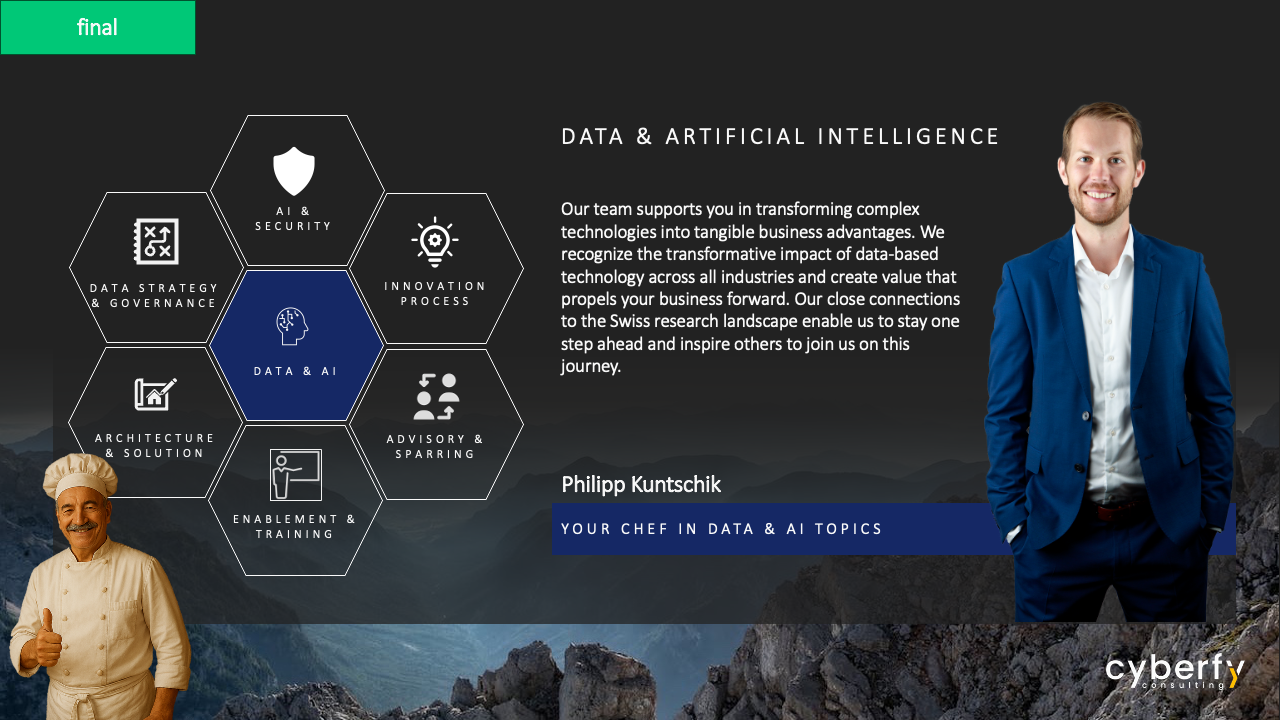 final
DATA & ARTIFICIAL INTELLIGENCE
AI &
SECURITY
DATA STRATEGY
& GOVERNANCE
INNOVATION
PROCESS
DATA & AI
ARCHITECTURE
& SOLUTION
ADVISORY &
SPARRING
ENABLEMENT &
TRAINING
Our team supports you in transforming complex
technologies into tangible business advantages. We
recognize the transformative impact of data-based
technology across all industries and create value that
propels your business forward. Our close connections
to the Swiss research landscape enable us to stay one
step ahead and inspire others to join us on this
journey.
Philipp Kuntschik
YOUR CHEF IN DATA & AI TOPICS
cyberfy
consulting